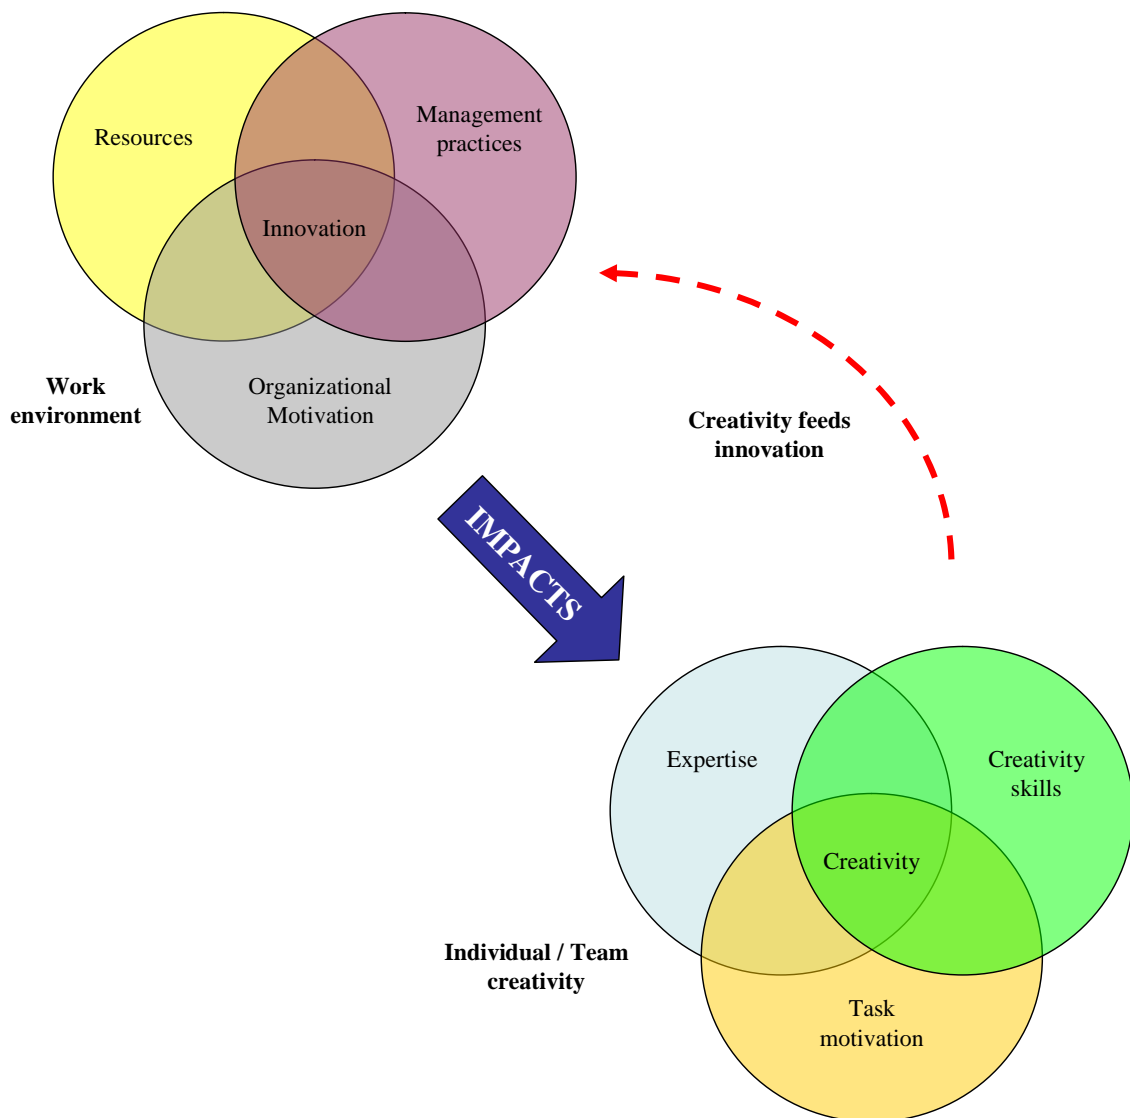 Resources
Management
practices
Innovation
Organizational
Motivation
Work
environment
Creativity feeds
innovation
IMPACTS
Expertise
Creativity
skills
Creativity
Individual / Team
creativity
Task
motivation